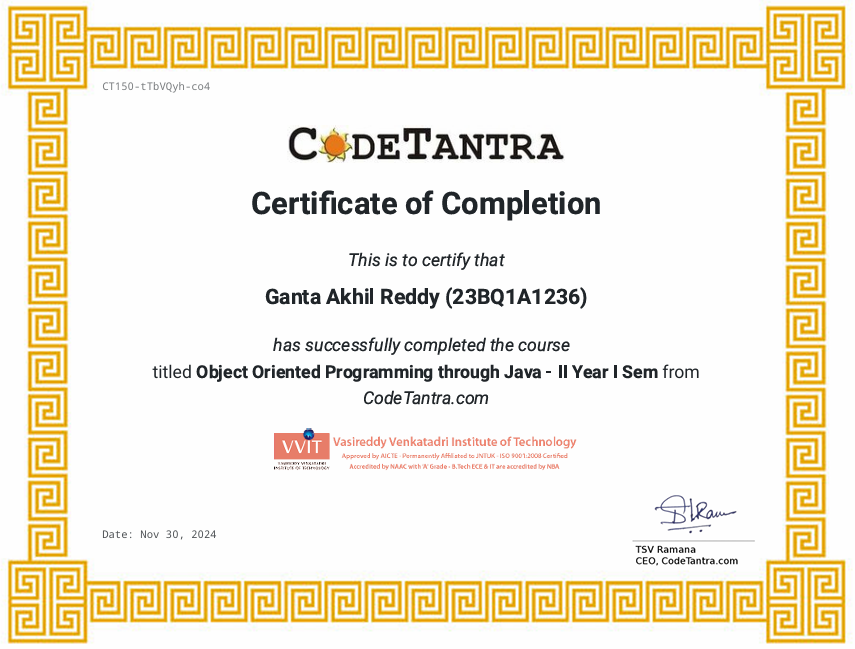 CT150-tTbVQyh-co4
CODETANTRA
Certificate of Completion
This is to certify that
Ganta Akhil Reddy (23BQ1A1236)
has successfully completed the course
titled Object Oriented Programming through Java - II Year I Sem from
CodeTantra.com
VVIT
VASIREDDY VENKATADRI
INSTITUTE OF TECHNOLOGY
Vasireddy Venkatadri Institute of Technology
Approved by AICTE - Permanently Affiliated to JNTUK - ISO 9001:2008 Certified
Accredited by NAAC with 'A' Grade - B.Tech ECE & IT are accredited by NBA
Date: Nov 30, 2024
TSV Ramana
CEO, CodeTantra.com